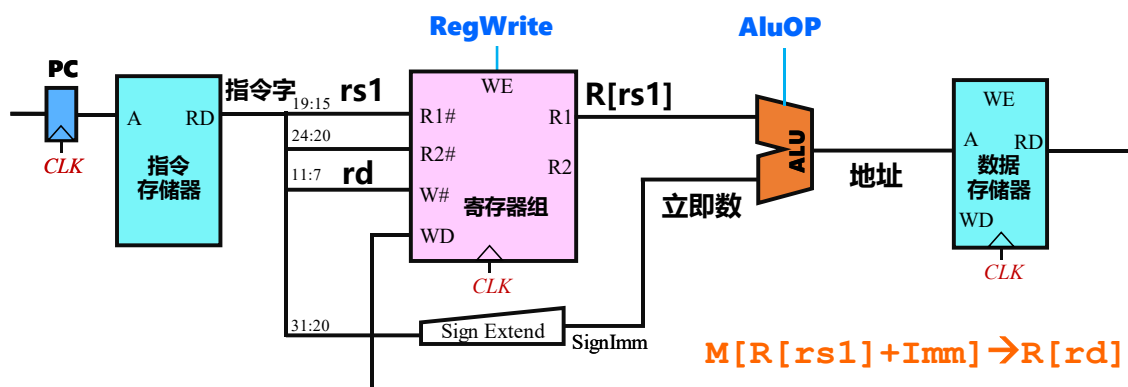 RegWrite
AluOP
PC
指令字
rs1
R[rs1]
19:15
24:20
11:7
rd
31:20
A
RD
指令
存储器
CLK
WE
R1#
R1
R2#
R2
W#
寄存器组
WD
CLK
Sign Extend
SignImm
立即数
ALU
地址
WE
A
RD
数据
存储器
WD
CLK
M[R[rs1]+Imm]→R[rd]